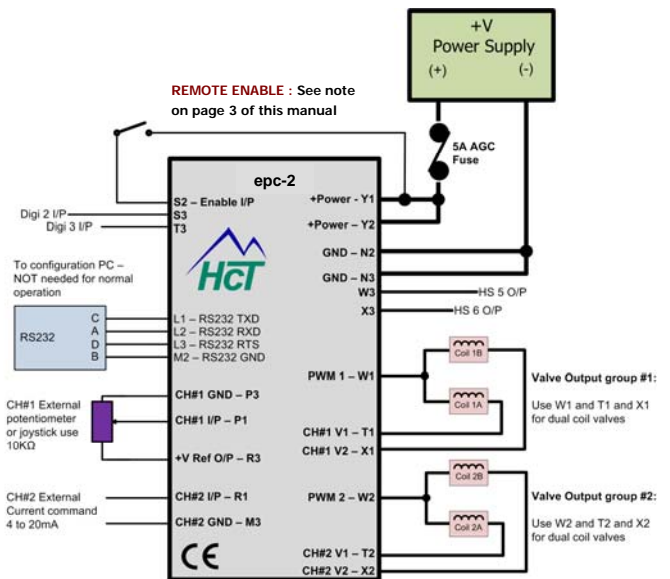 +V
Power Supply
(+) (-)
REMOTE ENABLE : See note
on page 3 of this manual
5A AGC
Fuse
epc-2
HCT
S2 – Enable I/P
Digi 2 I/P S3
Digi 3 I/P T3
+Power - Y1
+Power – Y2
GND – N2
GND – N3
W3 HS 5 O/P
X3 HS 6 O/P
To configuration PC –
NOT needed for normal
operation
RS232
C L1 – RS232 TXD
A L2 – RS232 RXD
D L3 – RS232 RTS
B M2 – RS232 GND
CH#1 External
potentiometer
or joystick use
10KΩ
CH#1 GND – P3
CH#1 I/P – P1
+V Ref O/P – R3
CH#2 External
Current command
4 to 20mA
CH#2 I/P – R1
CH#2 GND – M3
CE
PWM 1 – W1
Coil 1B
Coil 1A
CH#1 V1 – T1
CH#1 V2 – X1
Valve Output group #1:
Use W1 and T1 and X1
for dual coil valves
PWM 2 – W2
Coil 2B
Coil 2A
CH#2 V1 – T2
CH#2 V2 – X2
Valve Output group #2:
Use W2 and T2 and X2
for dual coil valves